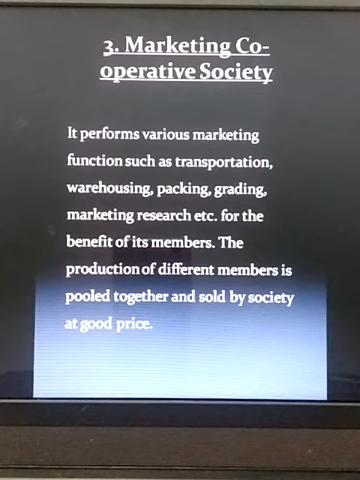 3. Marketing Co-
operative Society
It performs various marketing
function such as transportation,
warehousing, packing, grading,
marketing research etc. for the
benefit of its members. The
production of different members is
pooled together and sold by society
at good price.